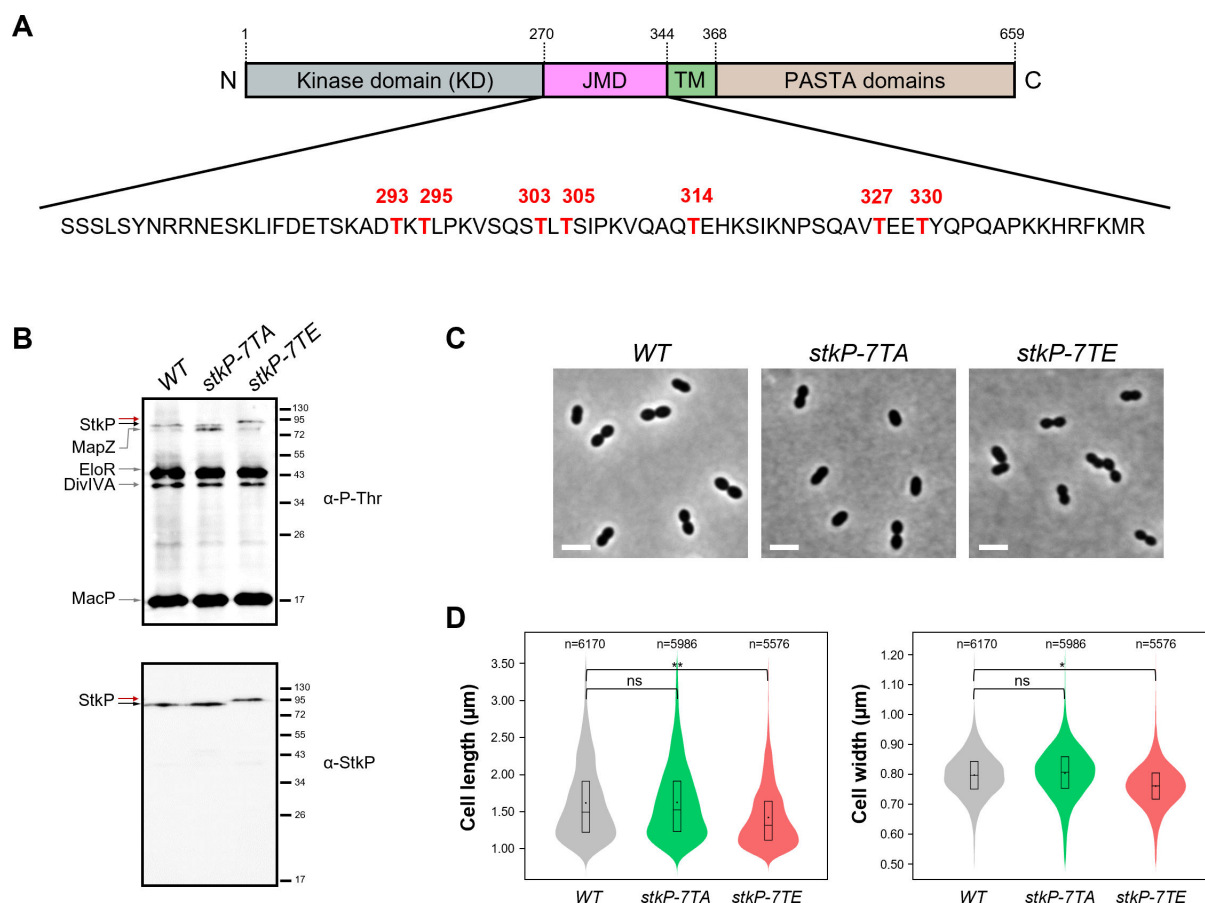 A
1 270 344 368 659
N Kinase domain (KD) JMD TM PASTA domains C
293 295 303 305 314 327 330
SSSLSYNRRNESKLIFDETSKADTKTLPKVSQSTLTSIPKVQAQTEHKSIKNPSQAVTEETYQPQAPKKHRFKMR
B
WT stkP-7TA stkP-7TE
StkP
MapZ
EloR
DivIVA
MacP
130
95
72
55
43
34
26
17
α-P-Thr
StkP
130
95
72
55
43
34
26
17
α-StkP
C
WT stkP-7TA stkP-7TE
D
n=6170 n=5986 n=5576
**
ns
Cell length (µm)
3.50
3.00
2.50
2.00
1.50
1.00
WT stkP-7TA stkP-7TE
n=6170 n=5986 n=5576
*
ns
Cell width (µm)
1.20
1.10
1.00
0.90
0.80
0.70
0.60
0.50
WT stkP-7TA stkP-7TE